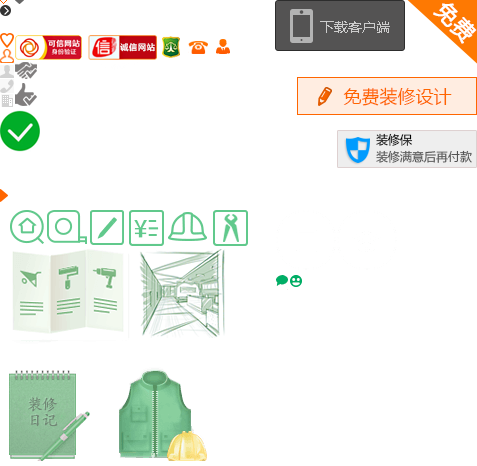 免费
下载客户端
可信网站
身份验证
信
诚信网站
免费装修设计
装修保
装修满意后再付款
装修
日记